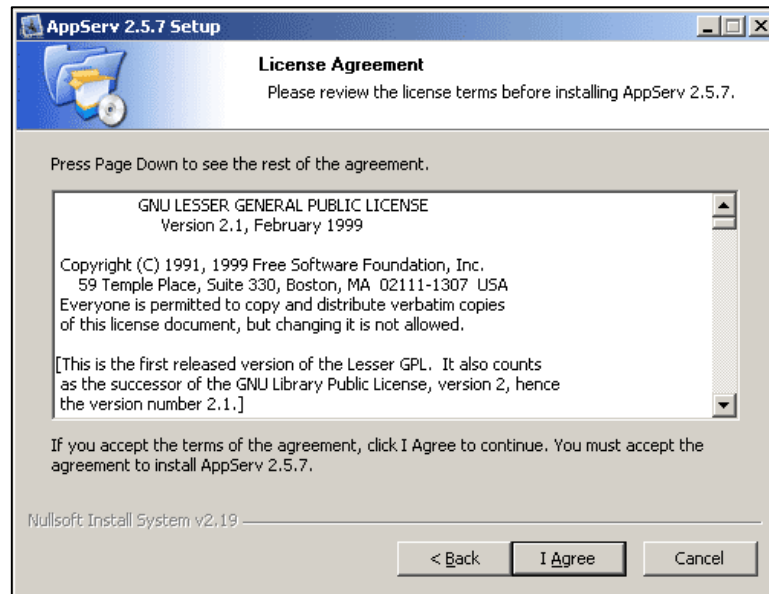 AppServ 2.5.7 Setup
License Agreement
Please review the license terms before installing AppServ 2.5.7.
Press Page Down to see the rest of the agreement.
GNU LESSER GENERAL PUBLIC LICENSE
Version 2.1, February 1999
Copyright (C) 1991, 1999 Free Software Foundation, Inc.
59 Temple Place, Suite 330, Boston, MA 02111-1307 USA
Everyone is permitted to copy and distribute verbatim copies
of this license document, but changing it is not allowed.
[This is the first released version of the Lesser GPL. It also counts
as the successor of the GNU Library Public License, version 2, hence
the version number 2.1.]
If you accept the terms of the agreement, click I Agree to continue. You must accept the
agreement to install AppServ 2.5.7.
Nullsoft Install System v2.19
< Back I Agree Cancel